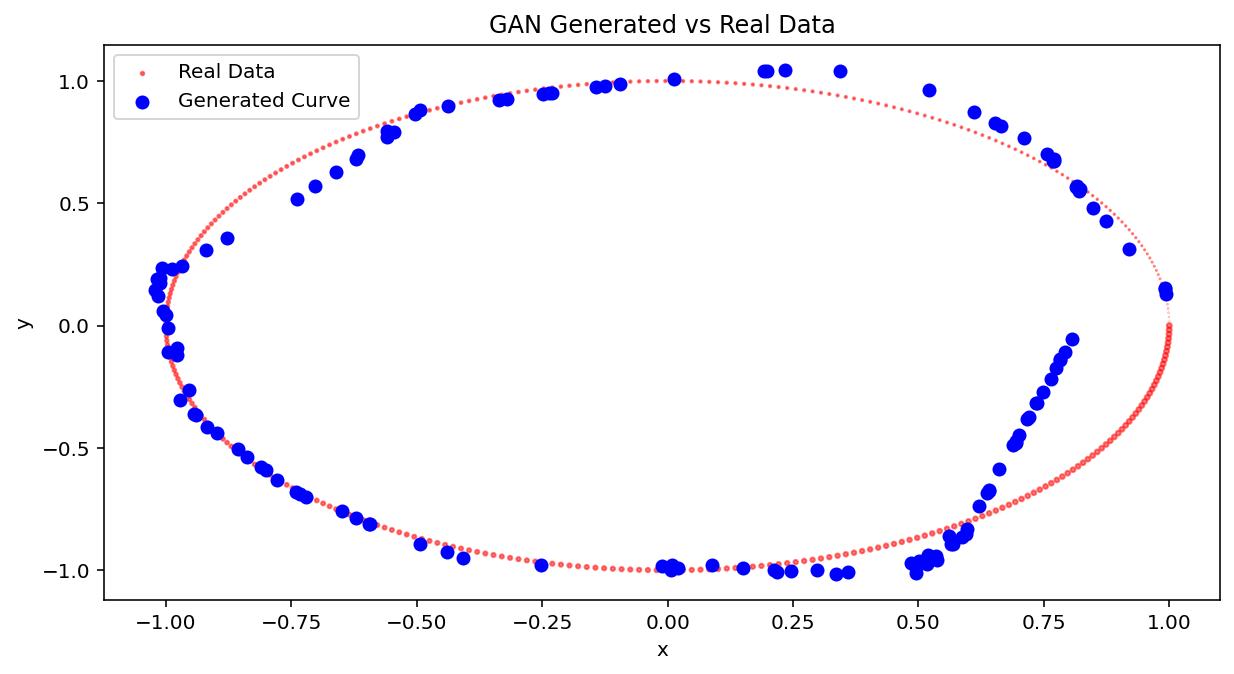 GAN Generated vs Real Data
Real Data
Generated Curve
1.0
0.5
0.0
−0.5
−1.0
y
−1.00 −0.75 −0.50 −0.25 0.00 0.25 0.50 0.75 1.00
x